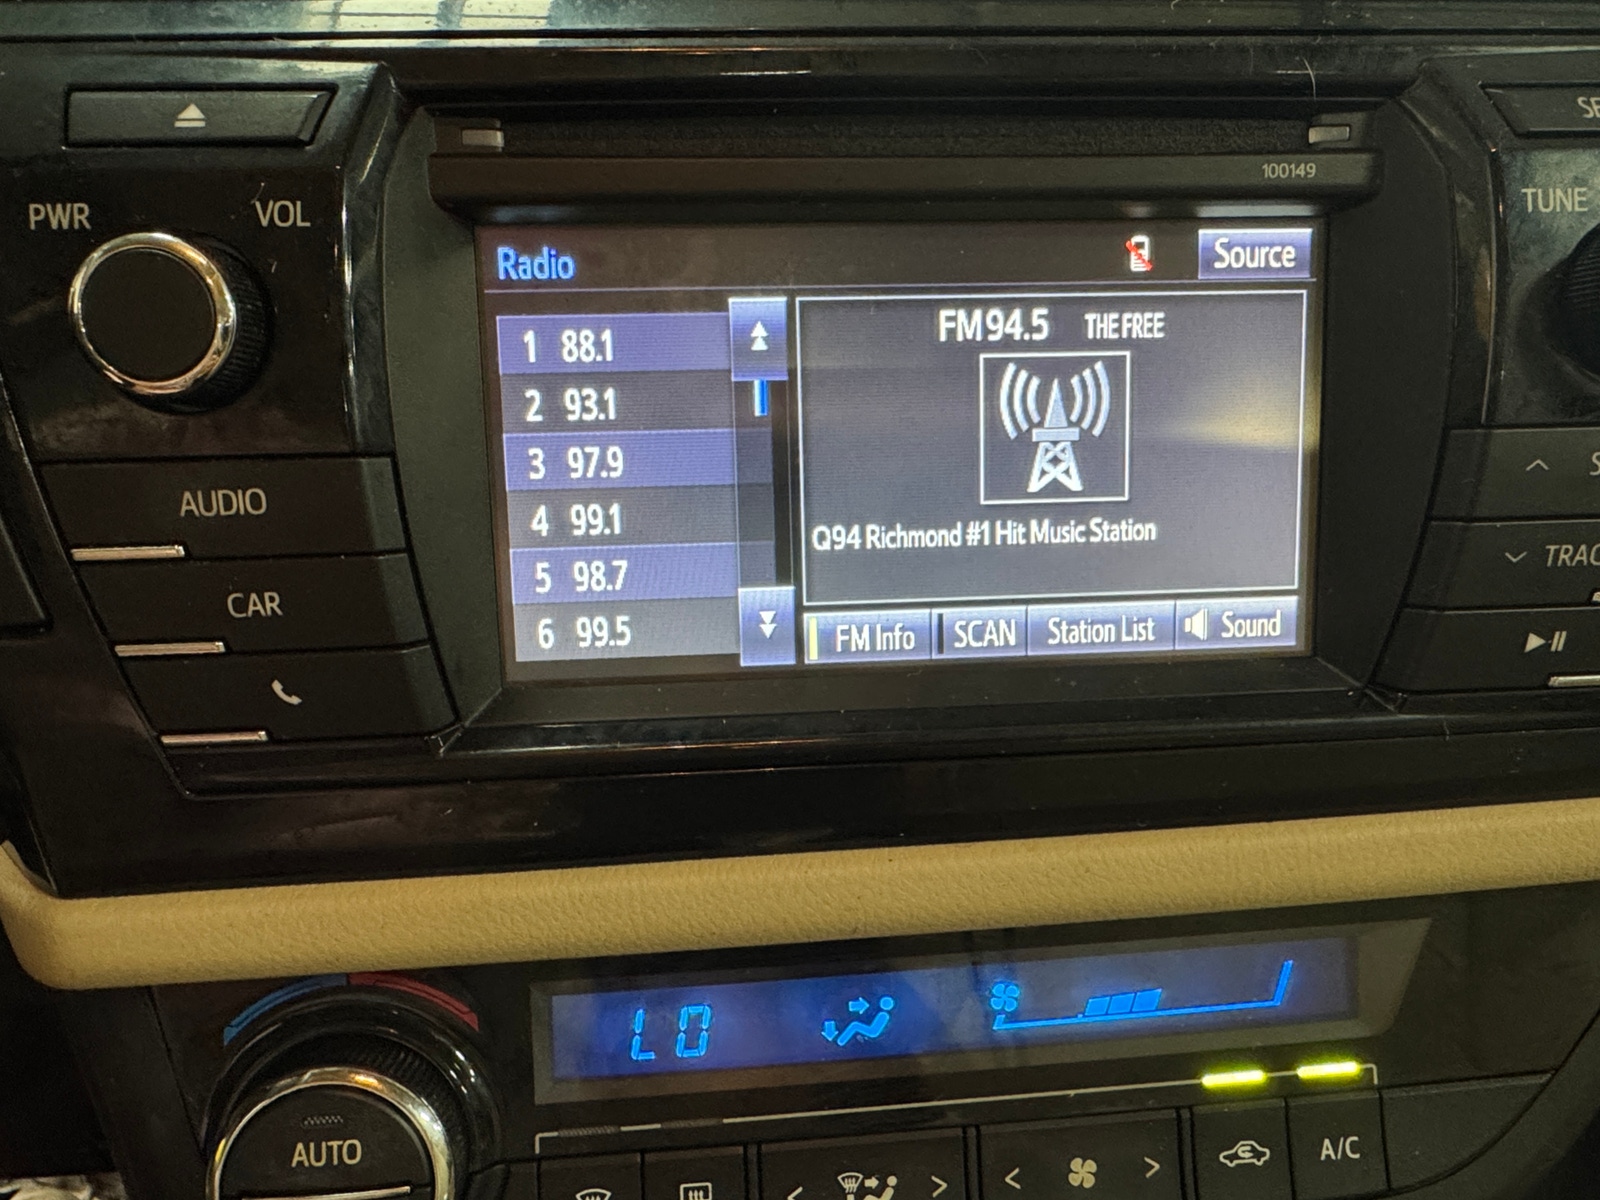 100149
PWR
VOL
TUNE
AUDIO
CAR
Radio
Source
1 88.1
2 93.1
3 97.9
4 99.1
5 98.7
6 99.5
FM94.5 THE FREE
Q94 Richmond #1 Hit Music Station
FM Info
SCAN
Station List
Sound
LO
AUTO
A/C